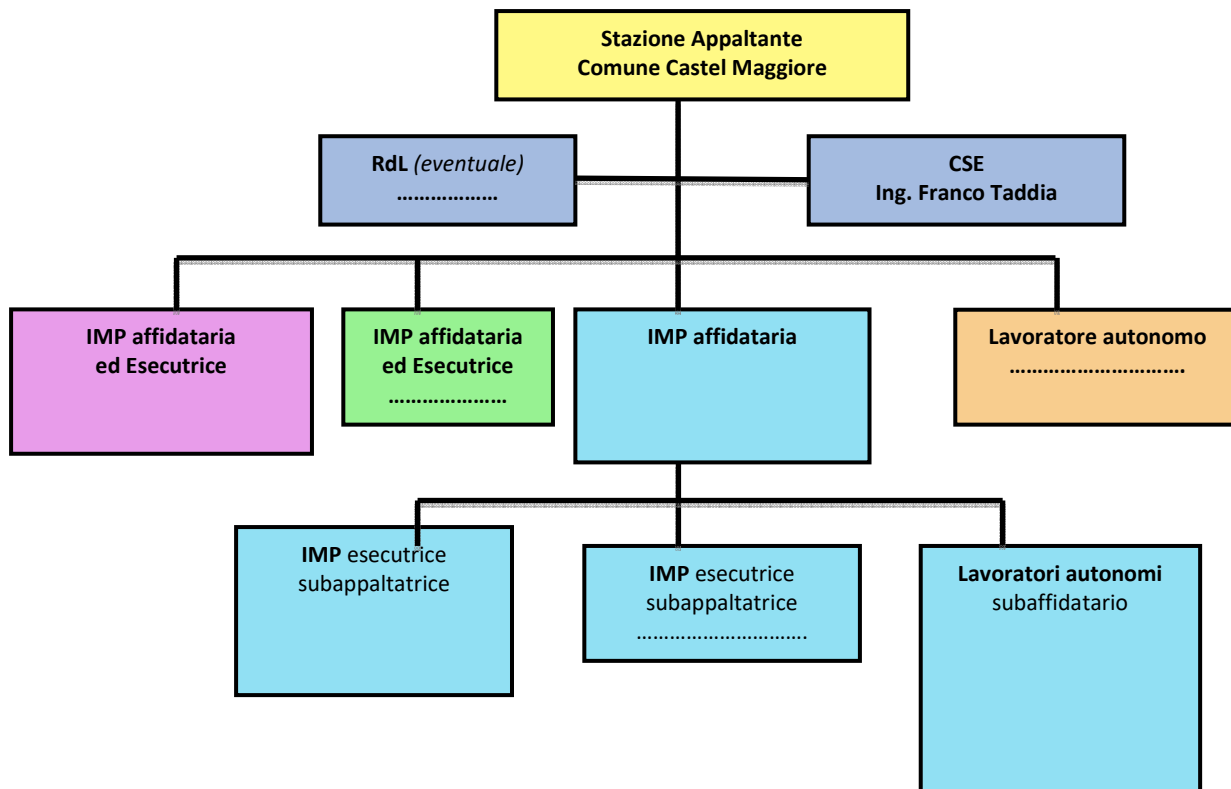 Stazione Appaltante
Comune Castel Maggiore
RdL (eventuale)
………………
CSE
Ing. Franco Taddia
IMP affidataria
ed Esecutrice
IMP affidataria
ed Esecutrice
…………………
IMP affidataria
Lavoratore autonomo
………………………….
IMP esecutrice
subappaltatrice
IMP esecutrice
subappaltatrice
………………………….
Lavoratori autonomi
subaffidatario